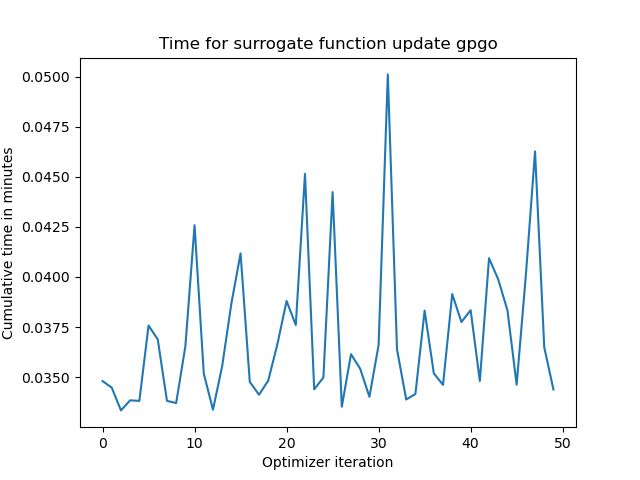 Time for surrogate function update gpgo
0.0500
0.0475
0.0450
0.0425
0.0400
0.0375
0.0350
Cumulative time in minutes
0 10 20 30 40 50
Optimizer iteration